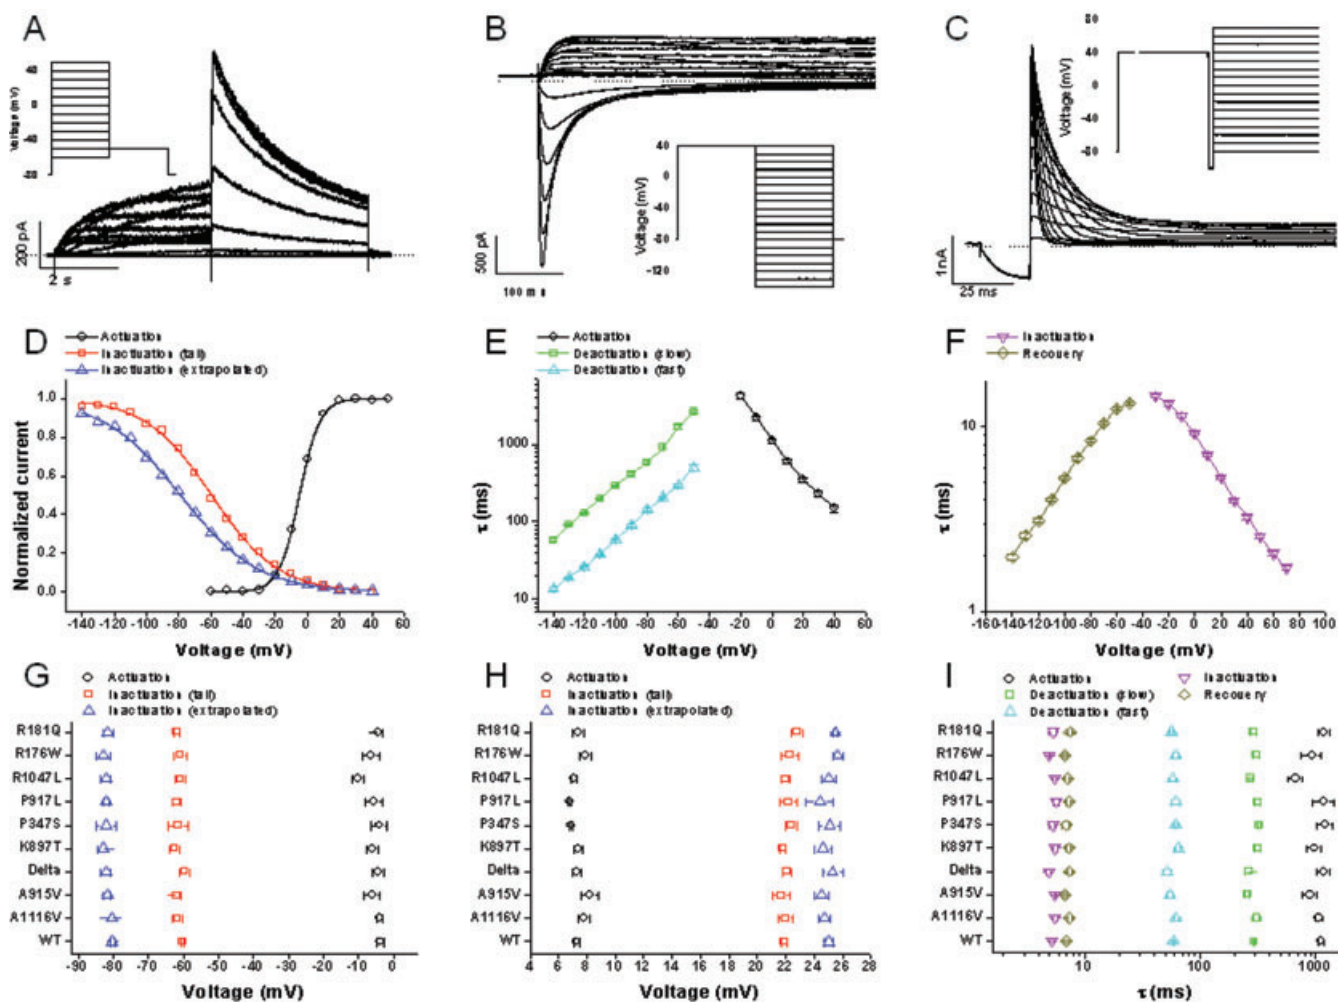 A
80
40
0
-40
-80
Voltage (mV)
200 pA
2 s
B
500 pA
100 ms
40
0
-40
-80
-120
Voltage (mV)
C
80
40
0
-40
-80
Voltage (mV)
1nA
25 ms
D
Activation
Inactivation (tail)
Inactivation (extrapolated)
Normalized current
1.0
0.8
0.6
0.4
0.2
0.0
-140 -120 -100 -80 -60 -40 -20 0 20 40 60
Voltage (mV)
E
Activation
Deactivation (slow)
Deactivation (fast)
τ (ms)
1000
100
10
-140 -120 -100 -80 -60 -40 -20 0 20 40 60
Voltage (mV)
F
Inactivation
Recovery
τ (ms)
10
1
-160 -140 -120 -100 -80 -60 -40 -20 0 20 40 60 80 100
Voltage (mV)
G
Activation
Inactivation (tail)
Inactivation (extrapolated)
R181Q
R176W
R1047L
P917L
P347S
K897T
Delta
A915V
A1116V
WT
-90 -80 -60 -40 -20 0
Voltage (mV)
H
Activation
Inactivation (tail)
Inactivation (extrapolated)
R181Q
R176W
R1047L
P917L
P347S
K897T
Delta
A915V
A1116V
WT
4 6 8 10 12 14 16 18 20 22 24 26 28
Voltage (mV)
I
Activation
Deactivation (slow)
Deactivation (fast)
Inactivation
Recovery
R181Q
R176W
R1047L
P917L
P347S
K897T
Delta
A915V
A1116V
WT
10 100 1000
τ (ms)